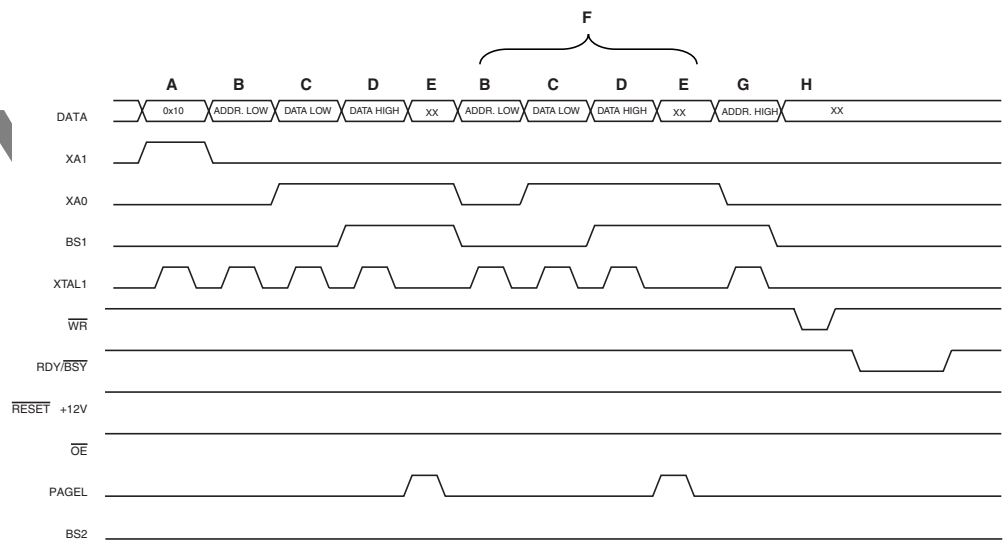 F
A B C D E B C D E G H
DATA 0x10 ADDR. LOW DATA LOW DATA HIGH XX ADDR. LOW DATA LOW DATA HIGH XX ADDR. HIGH XX
XA1
XA0
BS1
XTAL1
WR
RDY/BSY
RESET +12V
OE
PAGEL
BS2